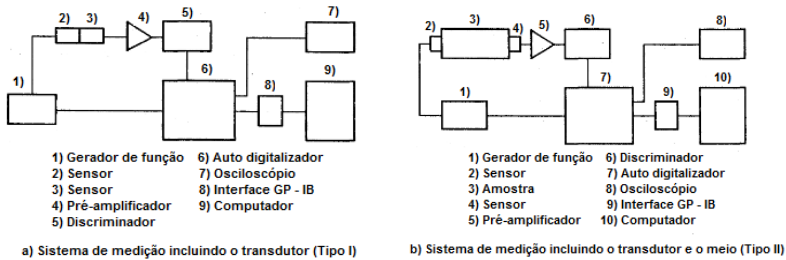 2) 3) 4) 5) 7)
6) 9)
1) 8)
1) Gerador de função 6) Auto digitalizador
2) Sensor 7) Osciloscópio
3) Sensor 8) Interface GP - IB
4) Pré-amplificador 9) Computador
5) Discriminador
a) Sistema de medição incluindo o transdutor (Tipo I)
2) 3) 4) 5) 6) 8)
7) 10)
1) 9)
1) Gerador de função 6) Discriminador
2) Sensor 7) Auto digitalizador
3) Amostra 8) Osciloscópio
4) Sensor 9) Interface GP - IB
5) Pré-amplificador 10) Computador
b) Sistema de medição incluindo o transdutor e o meio (Tipo II)